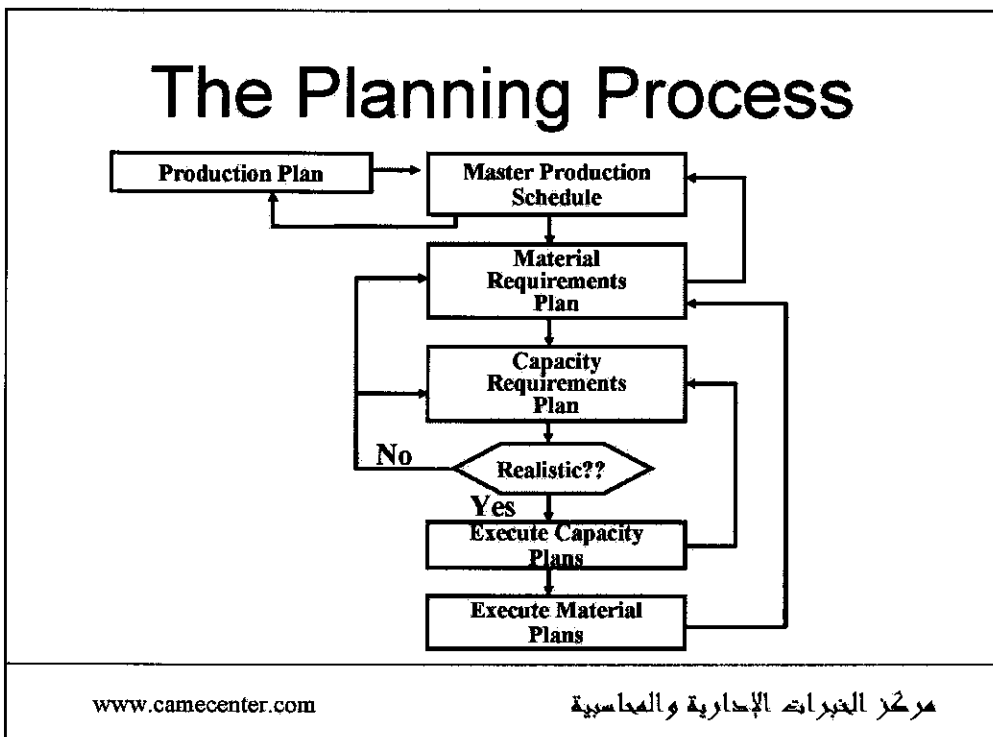 The Planning Process
Production Plan
Master Production
Schedule
Material
Requirements
Plan
Capacity
Requirements
Plan
No
Realistic??
Yes
Execute Capacity
Plans
Execute Material
Plans
www.camecenter.com
مركز الخبرات الإدارية والمحاسبية